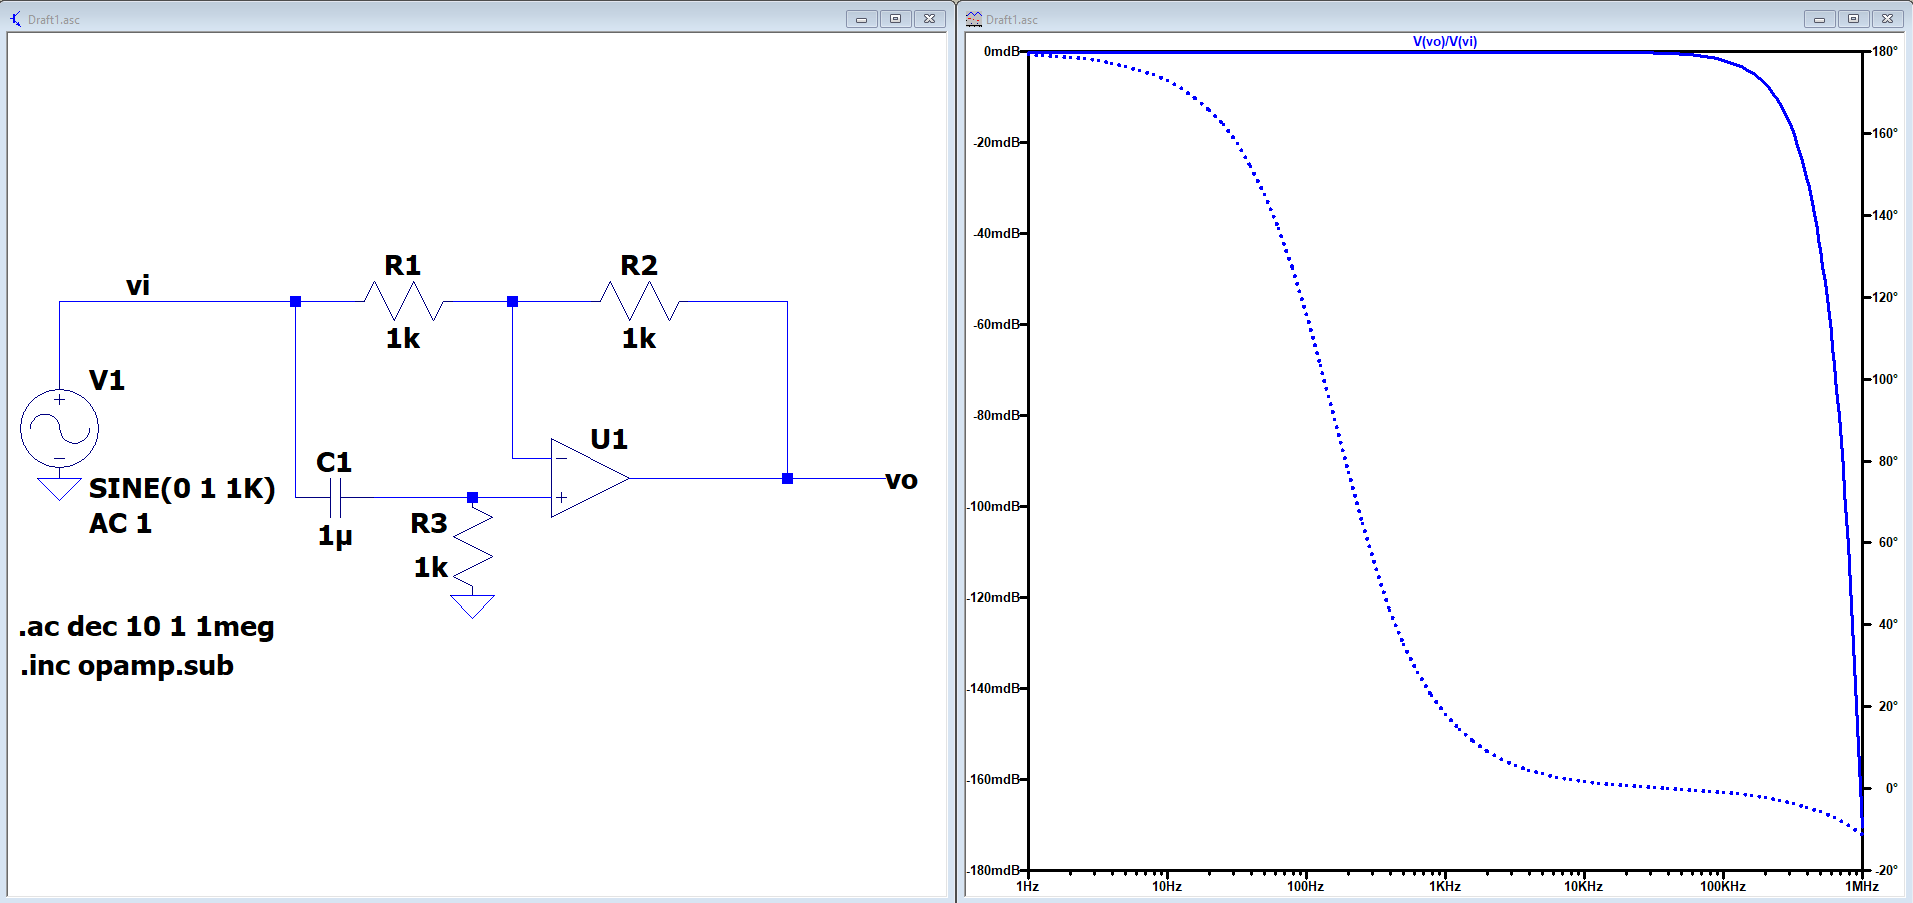 Draft1.asc
vi
R1
1k
R2
1k
V1
SINE(0 1 1K)
AC 1
C1
1µ
R3
1k
U1
vo
.ac dec 10 1 1meg
.inc opamp.sub
Draft1.asc
V(vo)/V(vi)
0mdB
-20mdB
-40mdB
-60mdB
-80mdB
-100mdB
-120mdB
-140mdB
-160mdB
-180mdB
180°
160°
140°
120°
100°
80°
60°
40°
20°
0°
-20°
1Hz
10Hz
100Hz
1KHz
10KHz
100KHz
1MHz